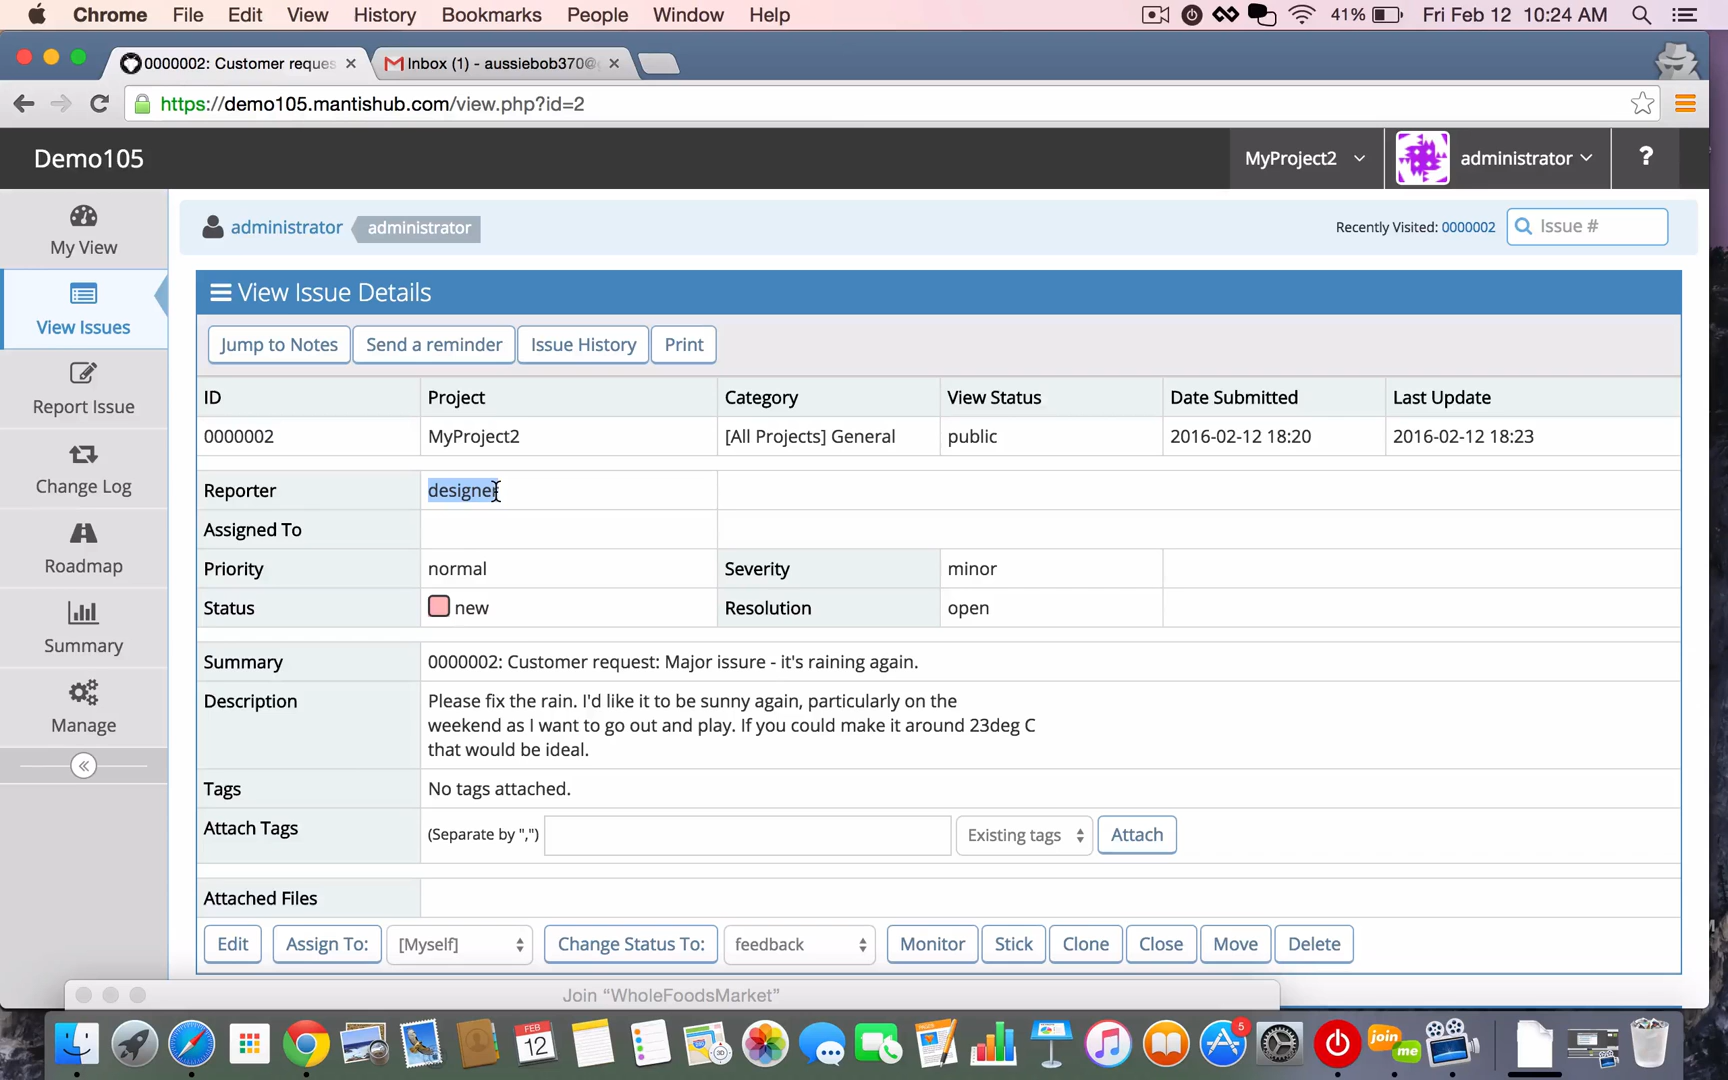 Chrome File Edit View History Bookmarks People Window Help 41% Fri Feb 12 10:24 AM
0000002: Customer reques Inbox (1) - aussiebob370@
https://demo105.mantishub.com/view.php?id=2
Demo105 MyProject2 administrator ?
administrator administrator Recently Visited: 0000002 Issue #
My View
View Issues
Report Issue
Change Log
Roadmap
Summary
Manage
View Issue Details
Jump to Notes Send a reminder Issue History Print
ID Project Category View Status Date Submitted Last Update
0000002 MyProject2 [All Projects] General public 2016-02-12 18:20 2016-02-12 18:23
Reporter designer
Assigned To
Priority normal Severity minor
Status new Resolution open
Summary 0000002: Customer request: Major issure - it's raining again.
Description Please fix the rain. I'd like it to be sunny again, particularly on the
weekend as I want to go out and play. If you could make it around 23deg C
that would be ideal.
Tags No tags attached.
Attach Tags (Separate by ",") Existing tags Attach
Attached Files
Edit Assign To: [Myself] Change Status To: feedback Monitor Stick Clone Close Move Delete
Join “WholeFoodsMarket”
FEB
12
5
join
me